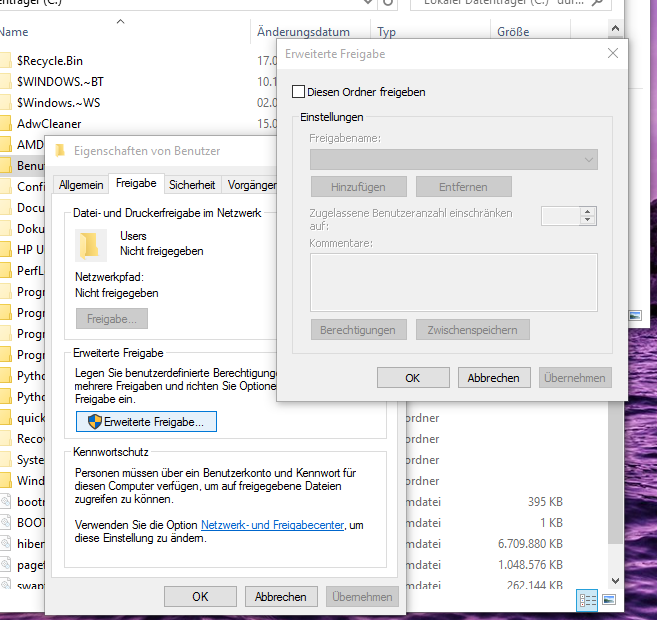 Lokaler Datenträger (C:)
Name
Änderungsdatum
Typ
Größe
$Recycle.Bin
17.0
$WINDOWS.~BT
10.1
$Windows.~WS
02.0
AdwCleaner
15.0
AMD
Benu
Confi
Docu
Doku
HP U
PerfL
Progr
Progr
Progr
Progr
Pytho
Pytho
quick
Reco
Syste
Wind
bootn
BOOT
hiber
pagef
swap
ordner
ordner
ordner
ordner
mdatei
395 KB
mdatei
1 KB
mdatei
6.709.880 KB
mdatei
1.048.576 KB
mdatei
262.144 KB
Eigenschaften von Benutzer
Allgemein
Freigabe
Sicherheit
Vorgänger
Datei- und Druckerfreigabe im Netzwerk
Users
Nicht freigegeben
Netzwerkpfad:
Nicht freigegeben
Freigabe...
Erweiterte Freigabe
Legen Sie benutzerdefinierte Berechtigung
mehrere Freigaben und richten Sie Optione
Freigabe ein.
Erweiterte Freigabe...
Kennwortschutz
Personen müssen über ein Benutzerkonto und Kennwort für
diesen Computer verfügen, um auf freigegebene Dateien
zugreifen zu können.
Verwenden Sie die Option Netzwerk- und Freigabecenter, um
diese Einstellung zu ändern.
OK
Abbrechen
Übernehmen
Erweiterte Freigabe
Diesen Ordner freigeben
Einstellungen
Freigabename:
Hinzufügen
Entfernen
Zugelassene Benutzeranzahl einschränken
auf:
Kommentare:
Berechtigungen
Zwischenspeichern
OK
Abbrechen
Übernehmen